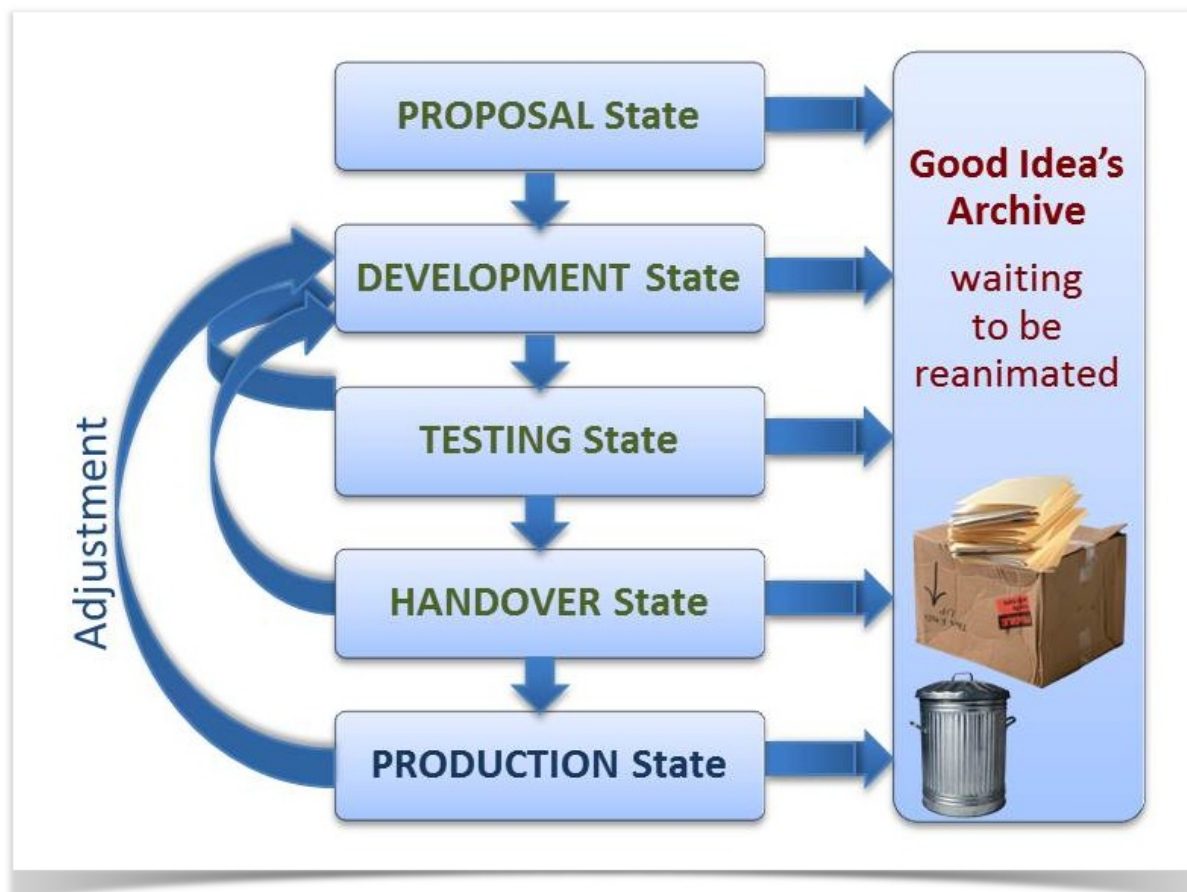 PROPOSAL State
DEVELOPMENT State
TESTING State
HANDOVER State
PRODUCTION State
Adjustment
Good Idea's
Archive
waiting
to be
reanimated